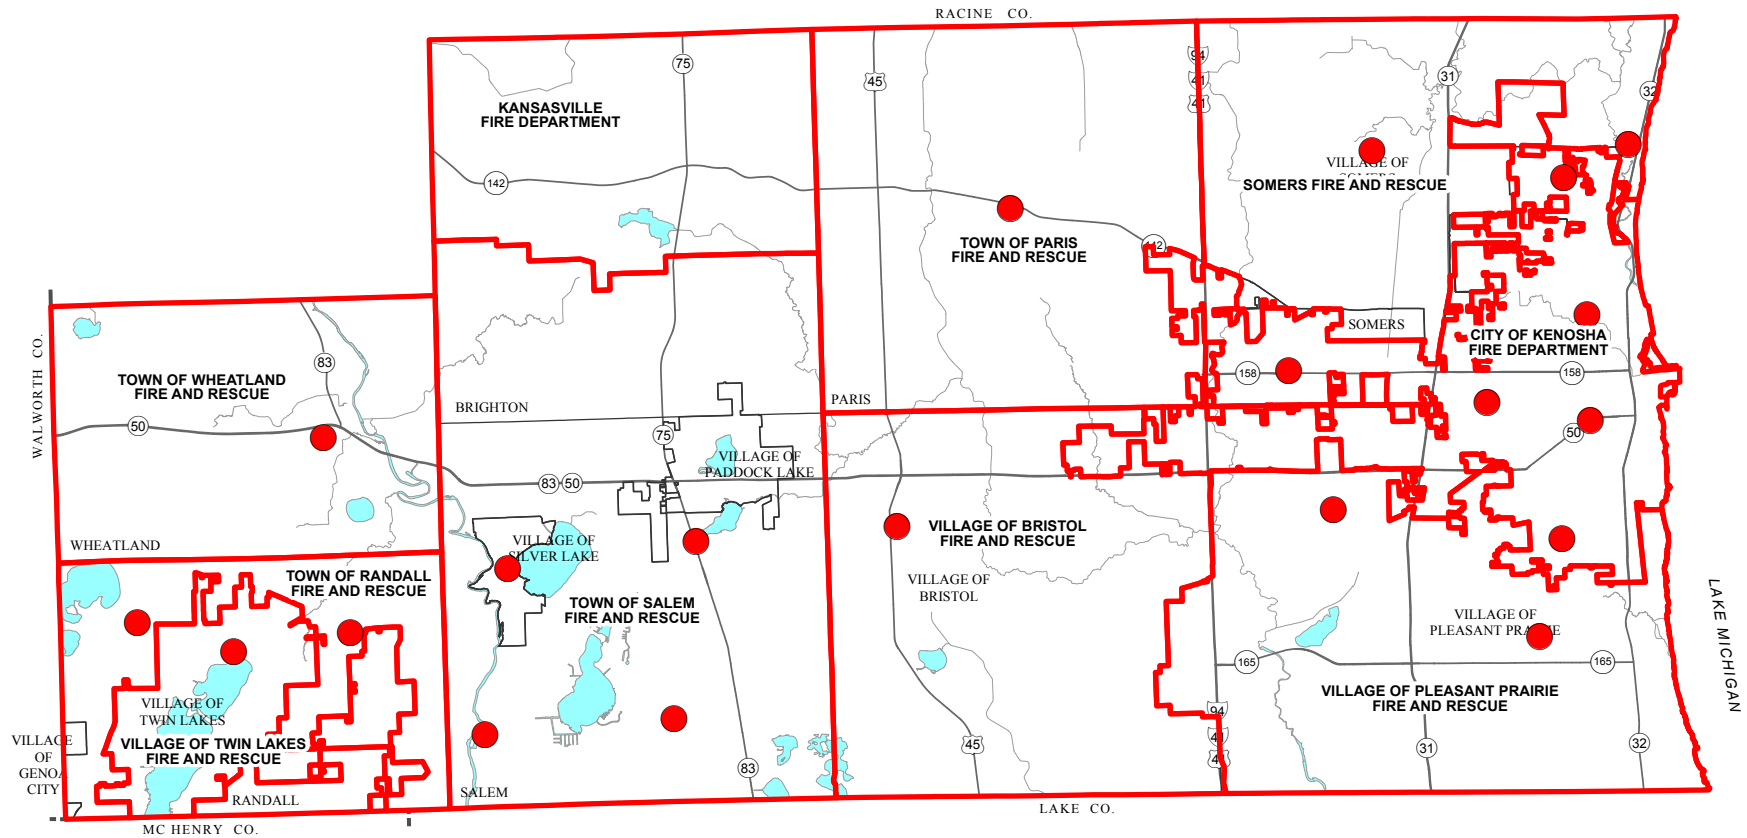 RACINE CO.
94
41
41
75
45
31
32
KANSASVILLE
FIRE DEPARTMENT
142
VILLAGE OF
SOMERS FIRE AND RESCUE
TOWN OF PARIS
FIRE AND RESCUE
142
WALWORTH CO.
83
SOMERS
CITY OF KENOSHA
FIRE DEPARTMENT
158
158
TOWN OF WHEATLAND
FIRE AND RESCUE
BRIGHTON
PARIS
50
75
50
VILLAGE OF
PADDOCK LAKE
83
50
VILLAGE OF BRISTOL
FIRE AND RESCUE
WHEATLAND
VILLAGE OF
SILVER LAKE
TOWN OF RANDALL
FIRE AND RESCUE
VILLAGE OF
BRISTOL
TOWN OF SALEM
FIRE AND RESCUE
VILLAGE OF
PLEASANT PRAIRIE
LAKE MICHIGAN
165
165
VILLAGE OF PLEASANT PRAIRIE
FIRE AND RESCUE
VILLAGE OF
TWIN LAKES
VILLAGE OF TWIN LAKES
FIRE AND RESCUE
VILLAGE
OF
GENOA
CITY
94
41
41
45
31
32
83
RANDALL
SALEM
LAKE CO.
MC HENRY CO.